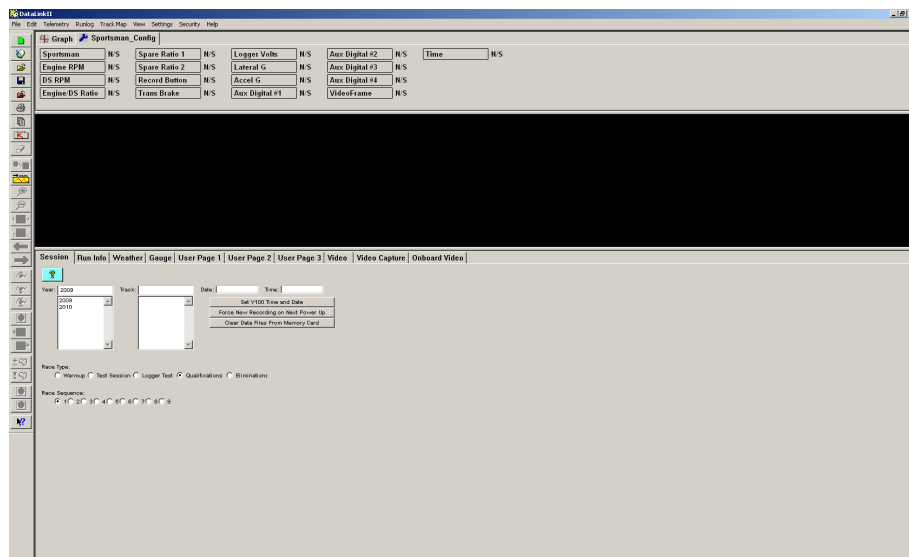 DataLinkII
File Edit Telemetry Runlog Track Map View Settings Security Help
Graph Sportsman_Config
Sportsman N/S Spare Ratio 1 N/S Logger Volts N/S Aux Digital #2 N/S Time N/S
Engine RPM N/S Spare Ratio 2 N/S Lateral G N/S Aux Digital #3 N/S
DS RPM N/S Record Button N/S Accel G N/S Aux Digital #4 N/S
Engine/DS Ratio N/S Trans Brake N/S Aux Digital #1 N/S VideoFrame N/S
Session Run Info Weather Gauge User Page 1 User Page 2 User Page 3 Video Video Capture Onboard Video
?
Year: 2009 Track: Date: Time:
2009
2010
Set V100 Time and Date
Force New Recording on Next Power Up
Clear Data Files From Memory Card
Race Type:
Warmup Test Session Logger Test Qualifications Eliminations
Race Sequence:
1 2 3 4 5 6 7 8 9